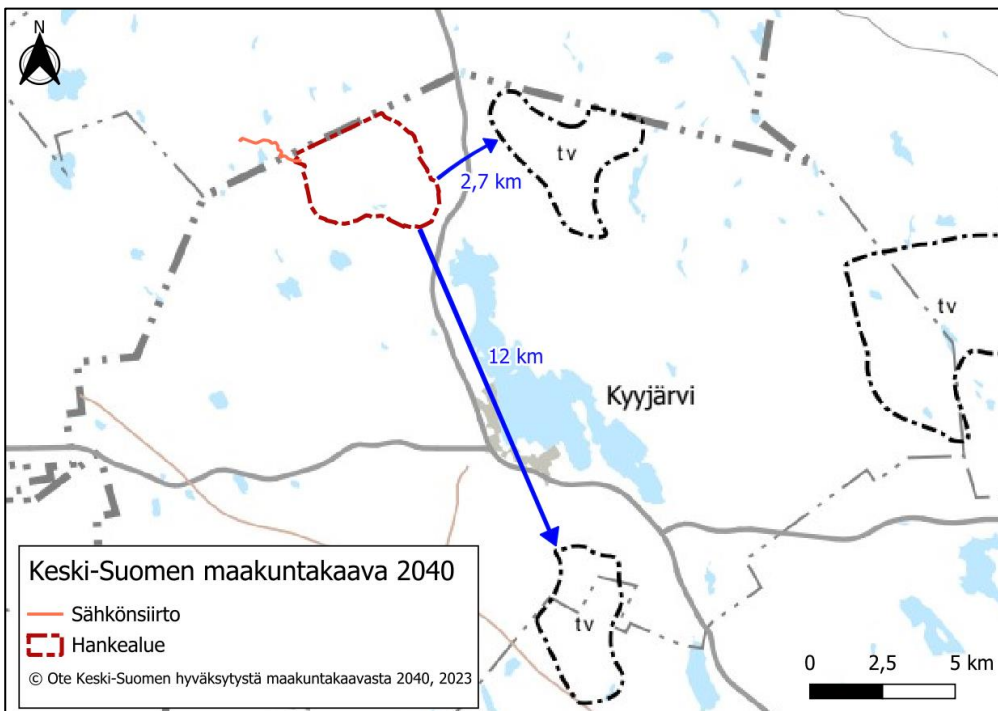 N
tv
2,7 km
tv
12 km
Kyyjärvi
tv
Keski-Suomen maakuntakaava 2040
Sähkönsiirto
Hankealue
© Ote Keski-Suomen hyväksytystä maakuntakaavasta 2040, 2023
0 2,5 5 km